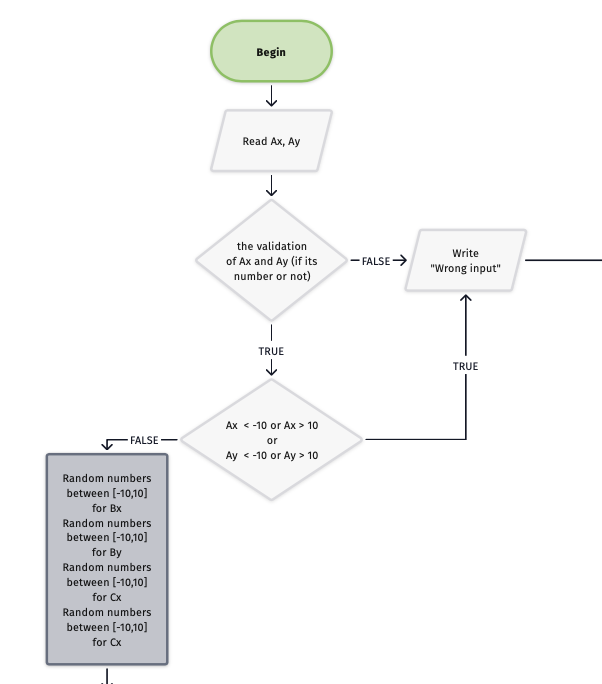 Begin
Read Ax, Ay
the validation
of Ax and Ay (if its
number or not)
FALSE
Write
"Wrong input"
TRUE
TRUE
Ax  < -10 or Ax > 10
or
Ay  < -10 or Ay > 10
FALSE
Random numbers
between [-10,10]
for Bx
Random numbers
between [-10,10]
for By
Random numbers
between [-10,10]
for Cx
Random numbers
between [-10,10]
for Cx